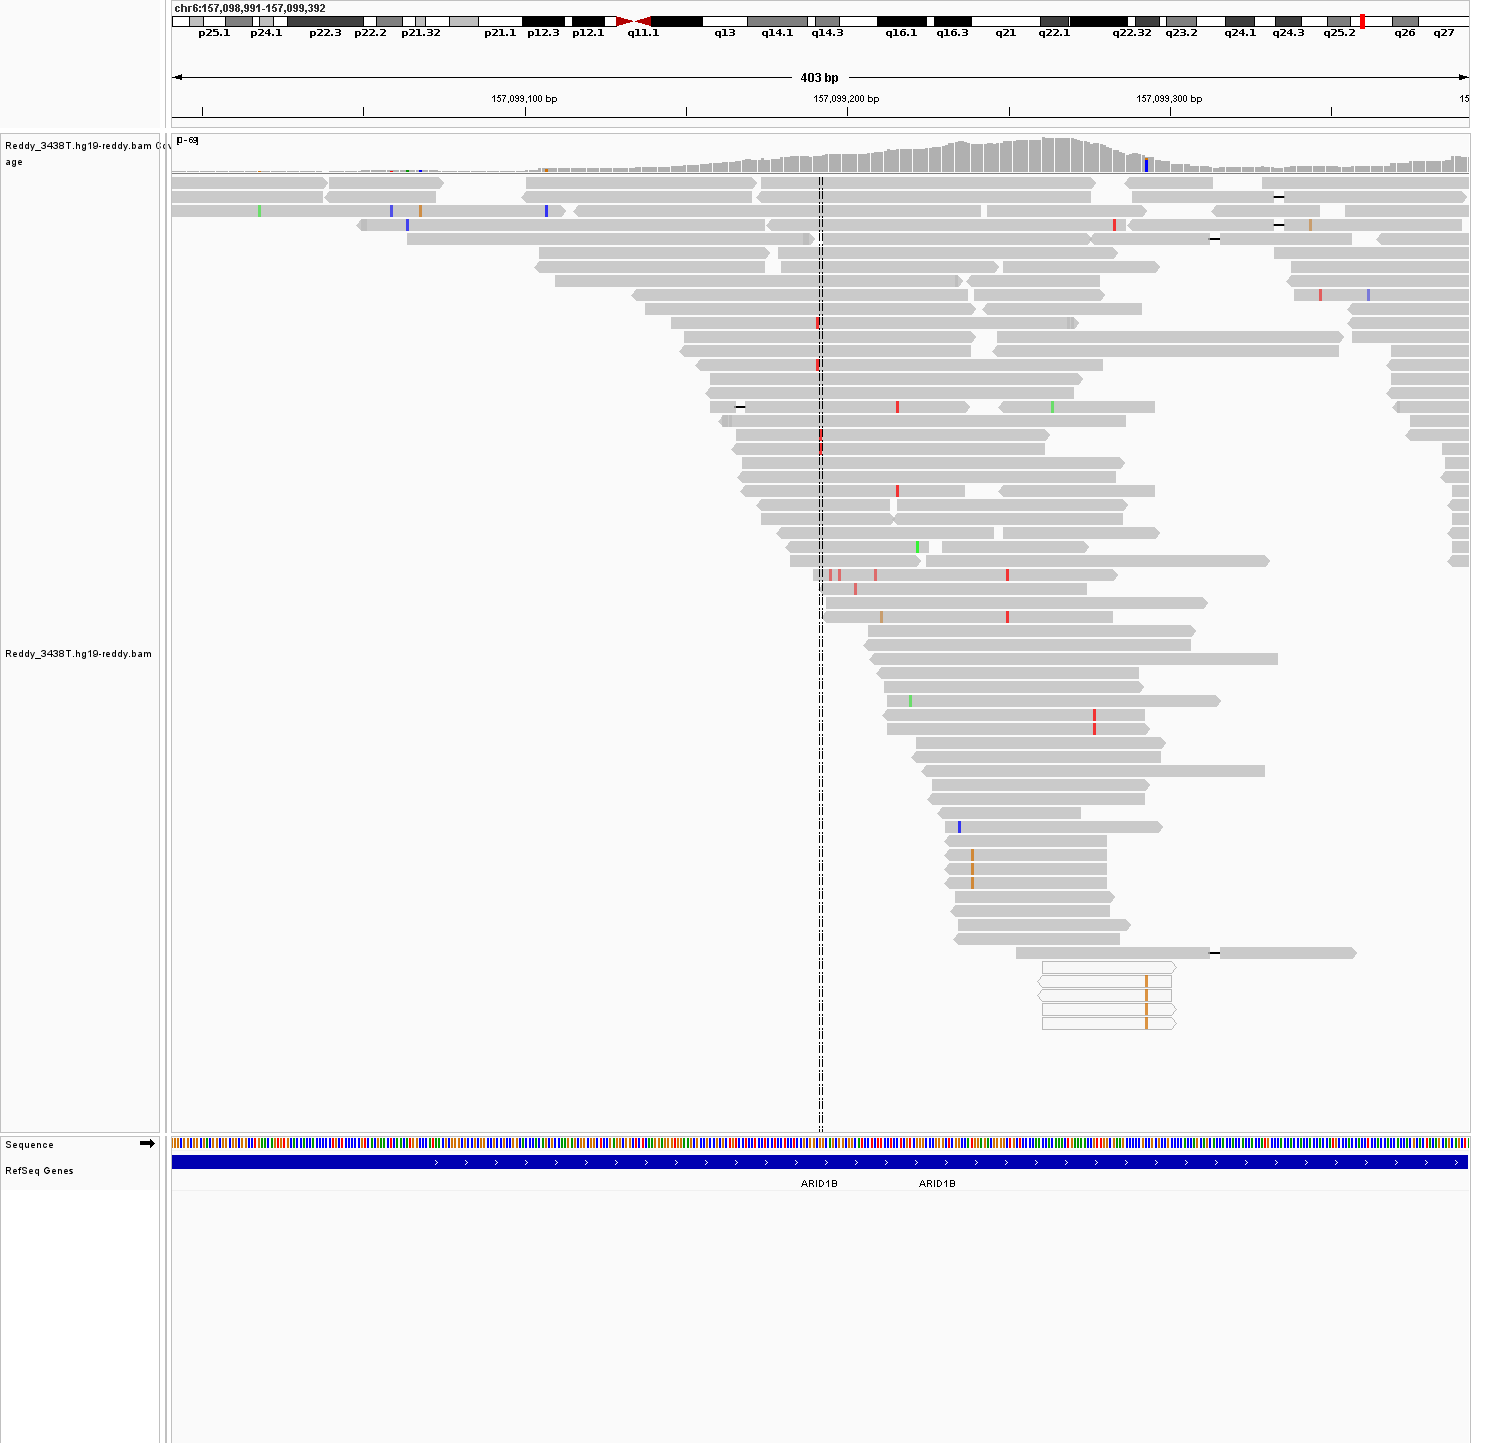 chr6:157,098,991-157,099,392
p25.1 p24.1 p22.3 p22.2 p21.32 p21.1 p12.3 p12.1 q11.1 q13 q14.1 q14.3 q16.1 q16.3 q21 q22.1 q22.32 q23.2 q24.1 q24.3 q25.2 q26 q27
403 bp
157,099,100 bp 157,099,200 bp 157,099,300 bp 15
[0-69]
Reddy_3438T.hg19-reddy.bam Cov
age
Reddy_3438T.hg19-reddy.bam
Sequence
RefSeq Genes
ARID1B ARID1B